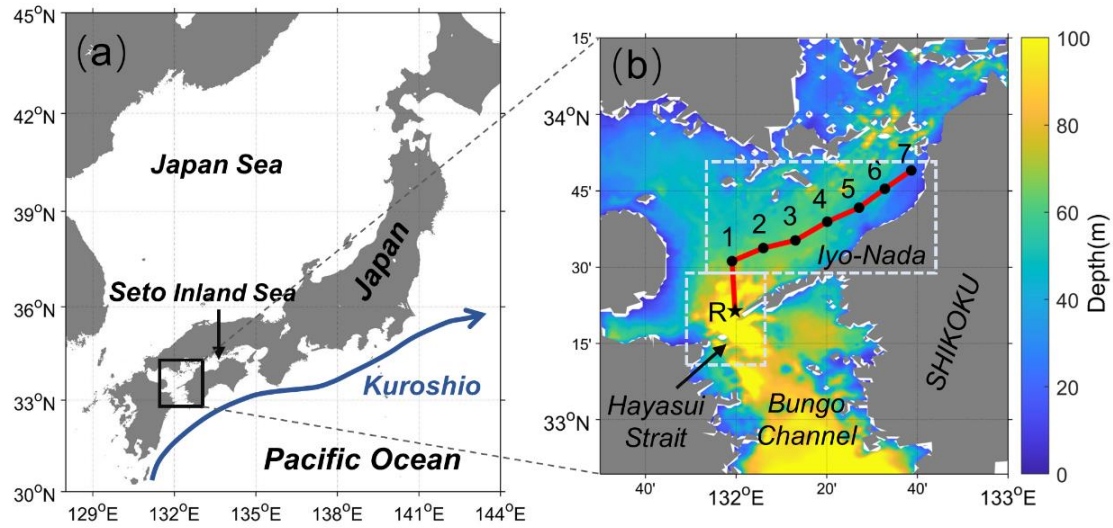 (a)
45°N
42°N
39°N
36°N
33°N
30°N
129°E
132°E
135°E
138°E
141°E
144°E
Japan Sea
Japan
Seto Inland Sea
Kuroshio
Pacific Ocean
(b)
15'
34°N
45'
30'
15'
33°N
40'
132°E
20'
40'
133°E
1
2
3
4
5
6
7
R
Iyo-Nada
Hayasui
Strait
Bungo
Channel
SHIKOKU
100
80
60
40
20
0
Depth(m)